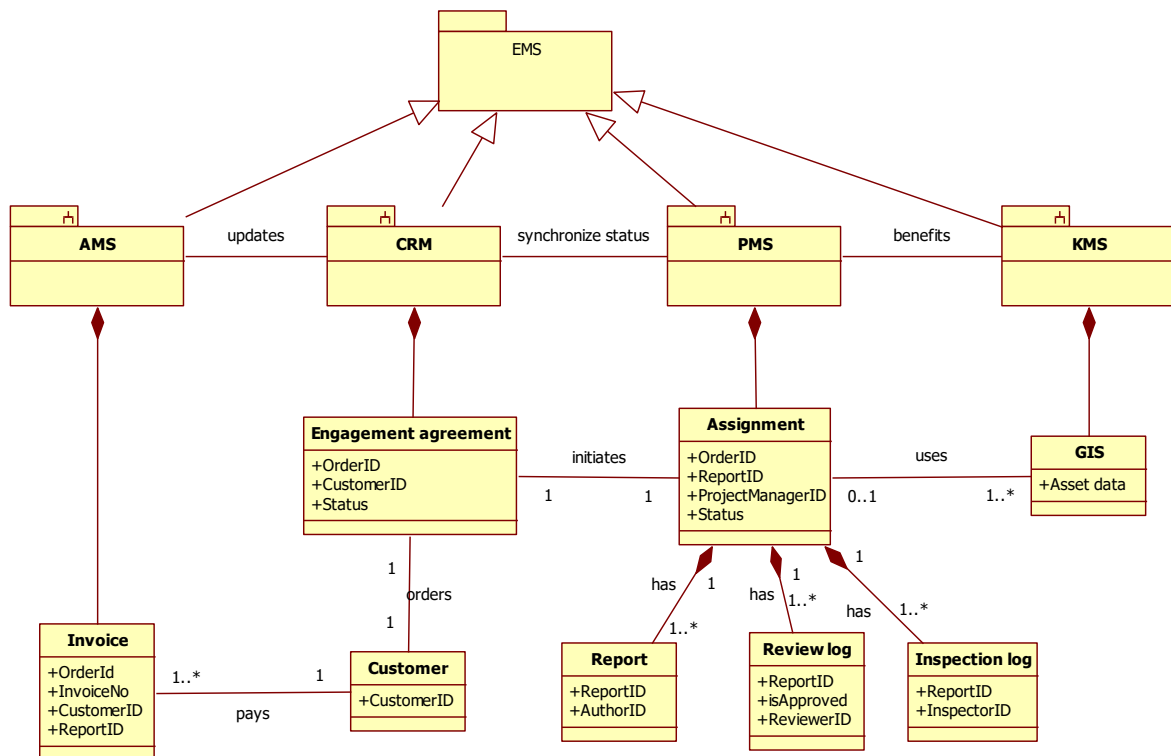 EMS
AMS
updates
CRM
synchronize status
PMS
benefits
KMS
Engagement agreement
+OrderID
+CustomerID
+Status
initiates
1
1
Assignment
+OrderID
+ReportID
+ProjectManagerID
+Status
uses
0..1
1..*
GIS
+Asset data
1
orders
1
has
1
1..*
has
1
1..*
has
1
1..*
Invoice
+OrderId
+InvoiceNo
+CustomerID
+ReportID
1..*
1
pays
Customer
+CustomerID
Report
+ReportID
+AuthorID
Review log
+ReportID
+isApproved
+ReviewerID
Inspection log
+ReportID
+InspectorID